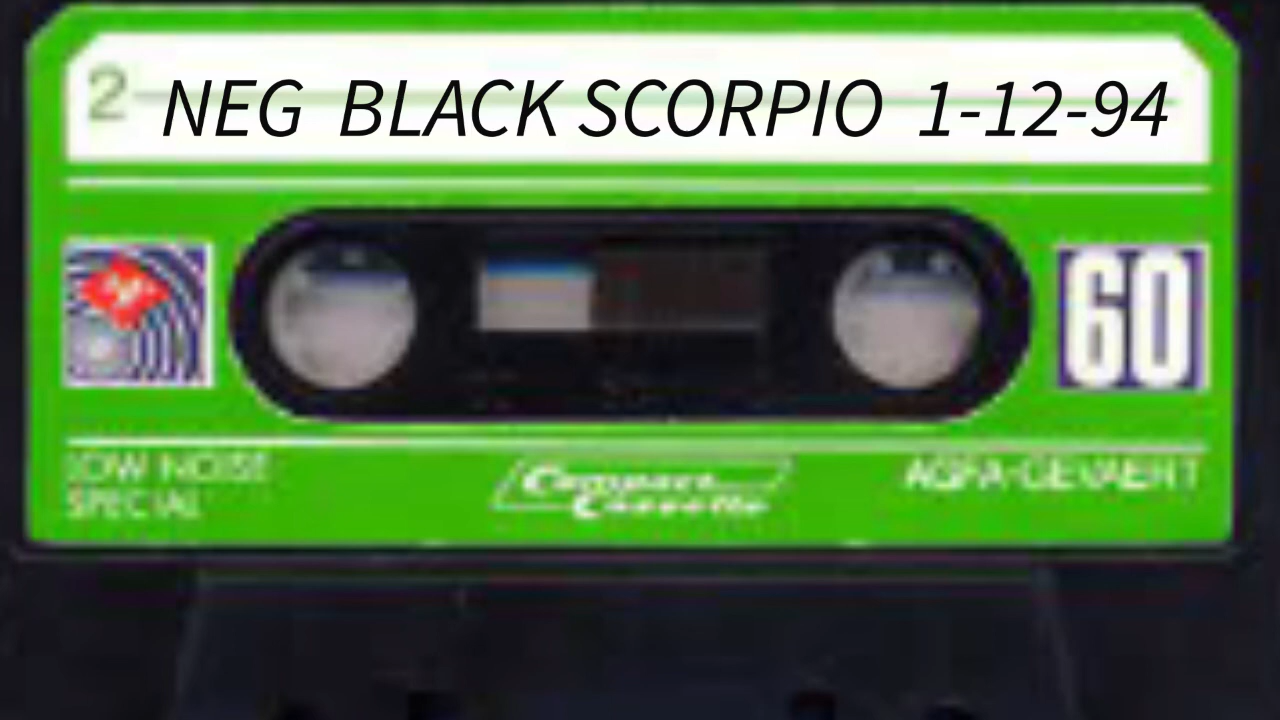 2 NEG BLACK SCORPIO 1-12-94
60
LOW NOISE
SPECIAL
Compact
Cassette
AGFA-GEVAERT